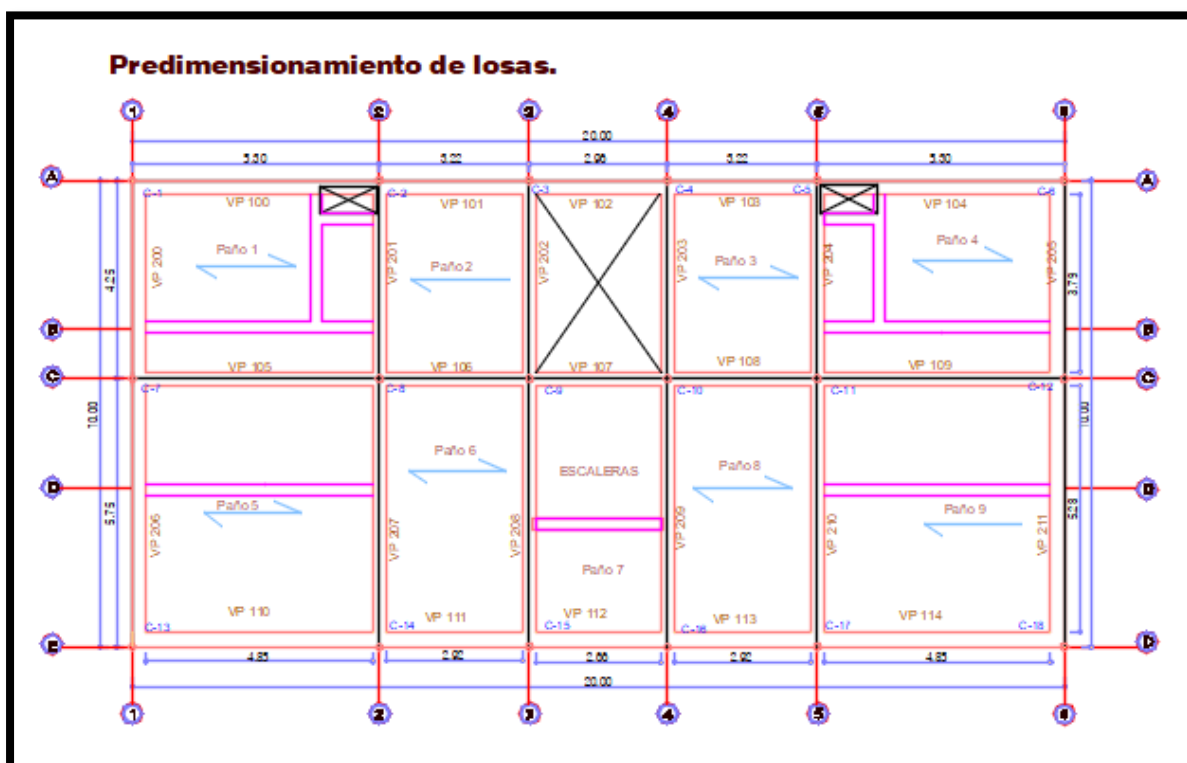 Predimensionamiento de losas.
1 2 3 4 5
20.00
3.22 2.96 3.22
A A
C-1 C-2 C-3 C-4 C-5 C-6
VP 100 VP 101 VP 102 VP 103 VP 104
Paño 1 Paño 2 Paño 3 Paño 4
VP 200 VP 201 VP 202 VP 203 VP 204 VP 205
4.25 3.79
B B
VP 105 VP 106 VP 107 VP 108 VP 109
C C
C-7 C-8 C-9 C-10 C-11 C-12
10.00 10.00
Paño 6 ESCALERAS Paño 8
D
Paño 5 Paño 9
5.75 5.28
VP 206 VP 207 VP 208 VP 209 VP 210 VP 211
Paño 7
VP 110 VP 111 VP 112 VP 113 VP 114
C-13 C-14 C-15 C-16 C-17 C-18
E D
4.85 2.92 2.66 2.92 4.85
20.00
1 2 3 4 5 6